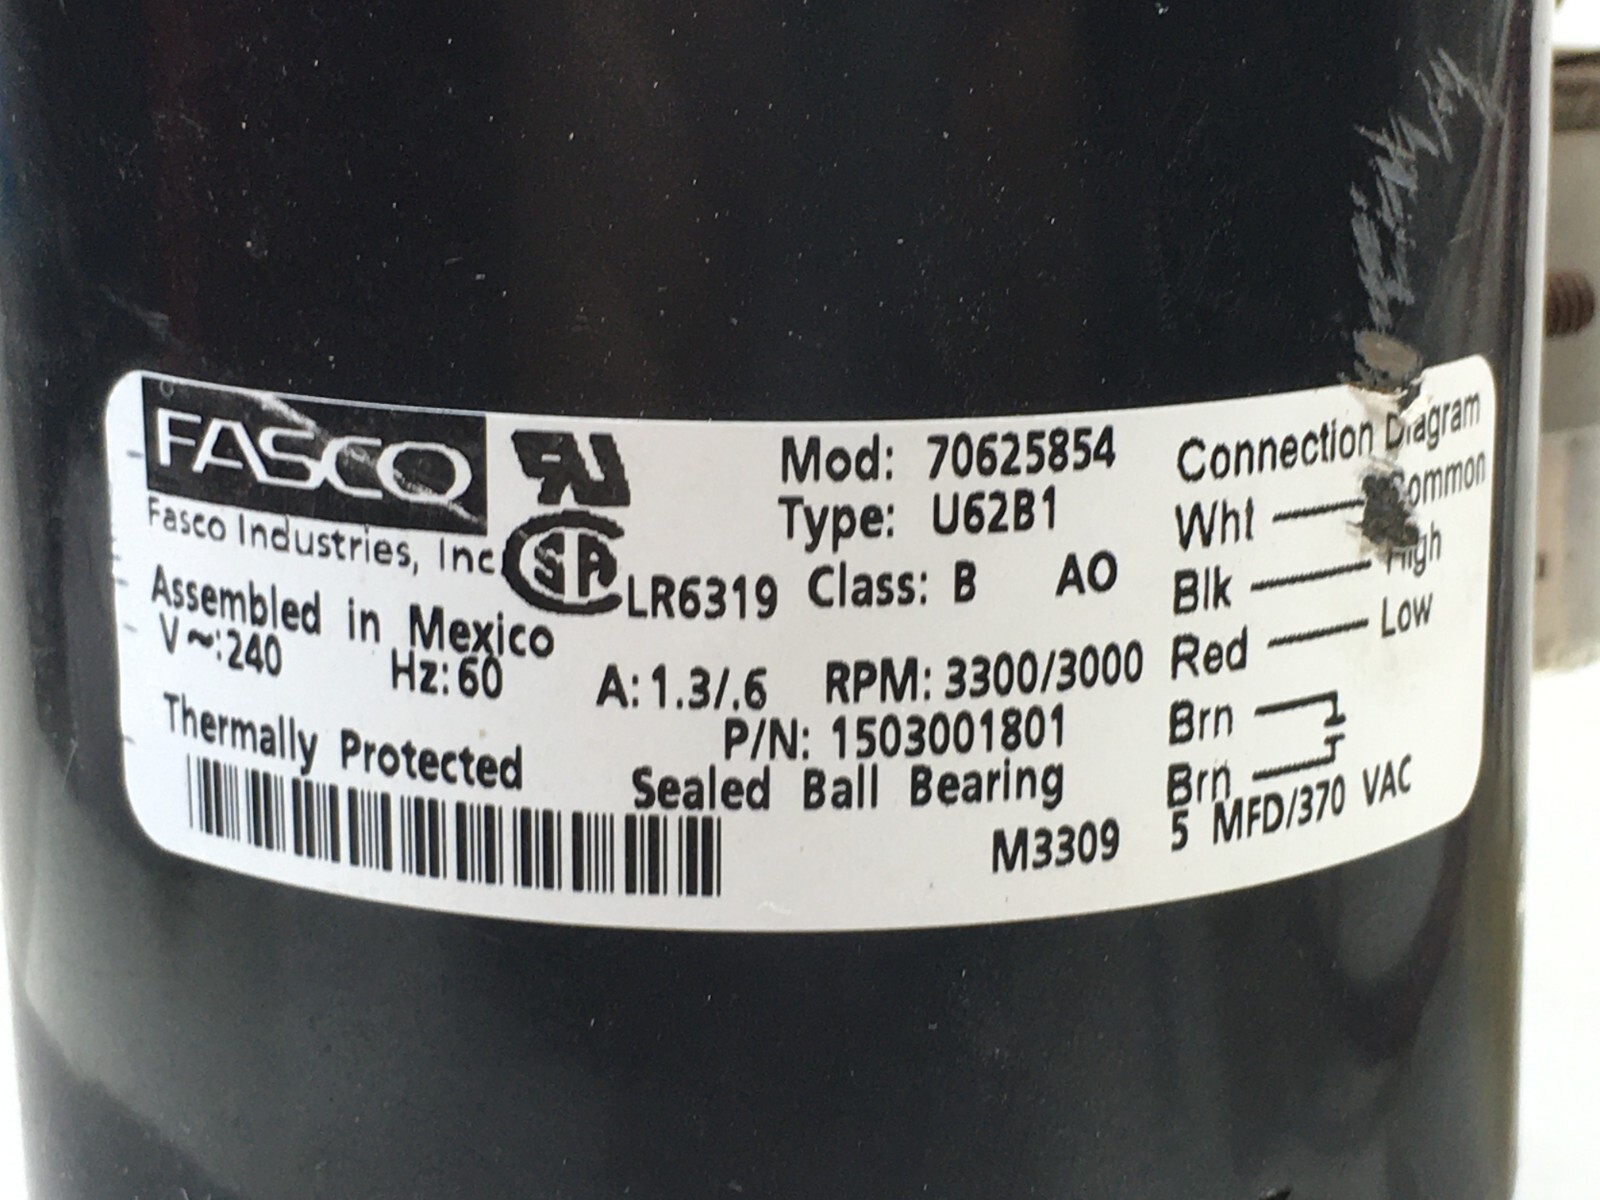 FASCO
Fasco Industries, Inc
Assembled in Mexico
LR6319
Mod: 70625854
Type: U62B1
Class: B AO
V~:240 Hz:60 A:1.3/.6 RPM: 3300/3000
Thermally Protected
P/N: 1503001801
Sealed Ball Bearing
M3309
Connection Diagram
Wht Common
Blk High
Red Low
Brn
Brn
5 MFD/370 VAC